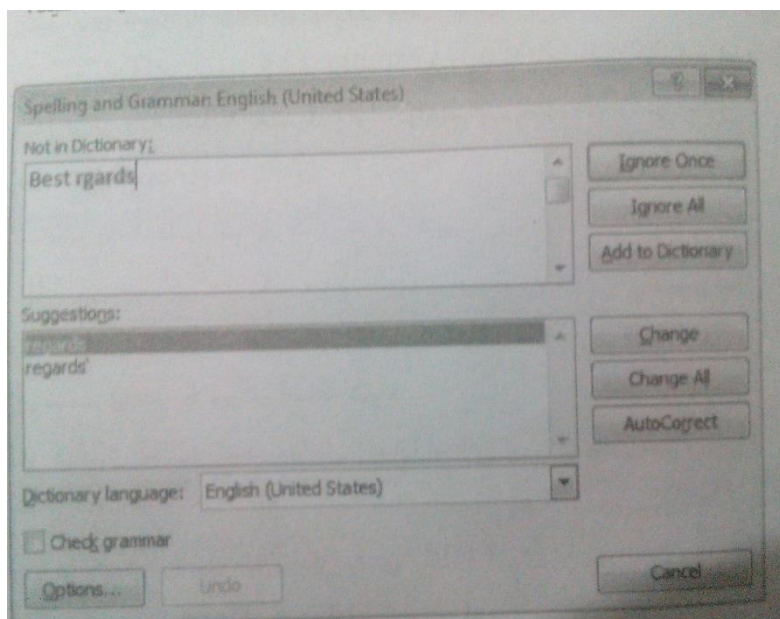 Spelling and Grammar: English (United States)
Not in Dictionary:
Best rgards
Ignore Once
Ignore All
Add to Dictionary
Suggestions:
regards
regards'
Change
Change All
AutoCorrect
Dictionary language: English (United States)
Check grammar
Options... Undo Cancel